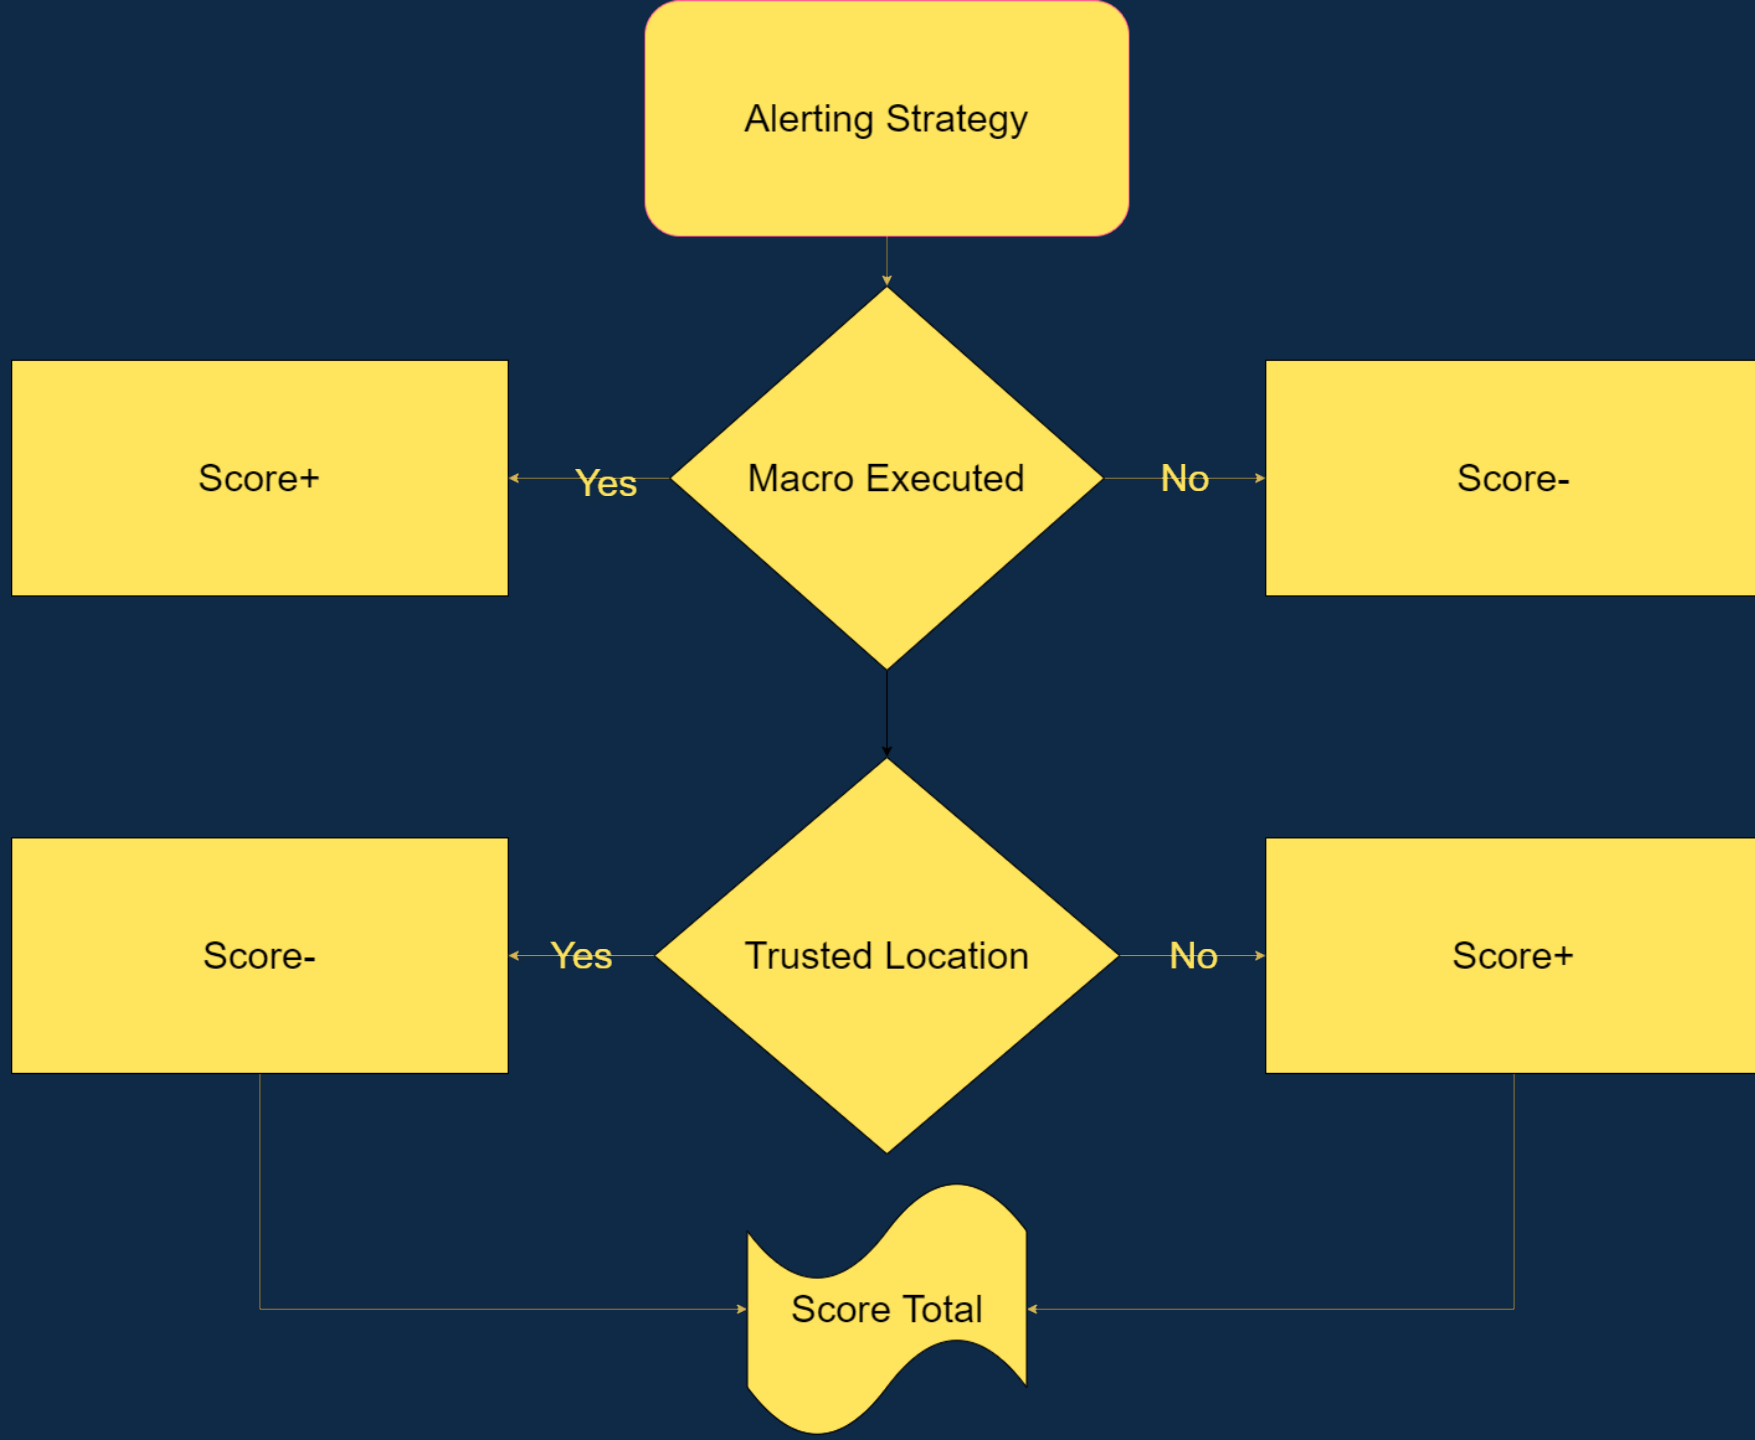 Alerting Strategy
Score+
Yes
Macro Executed
No
Score-
Score-
Yes
Trusted Location
No
Score+
Score Total